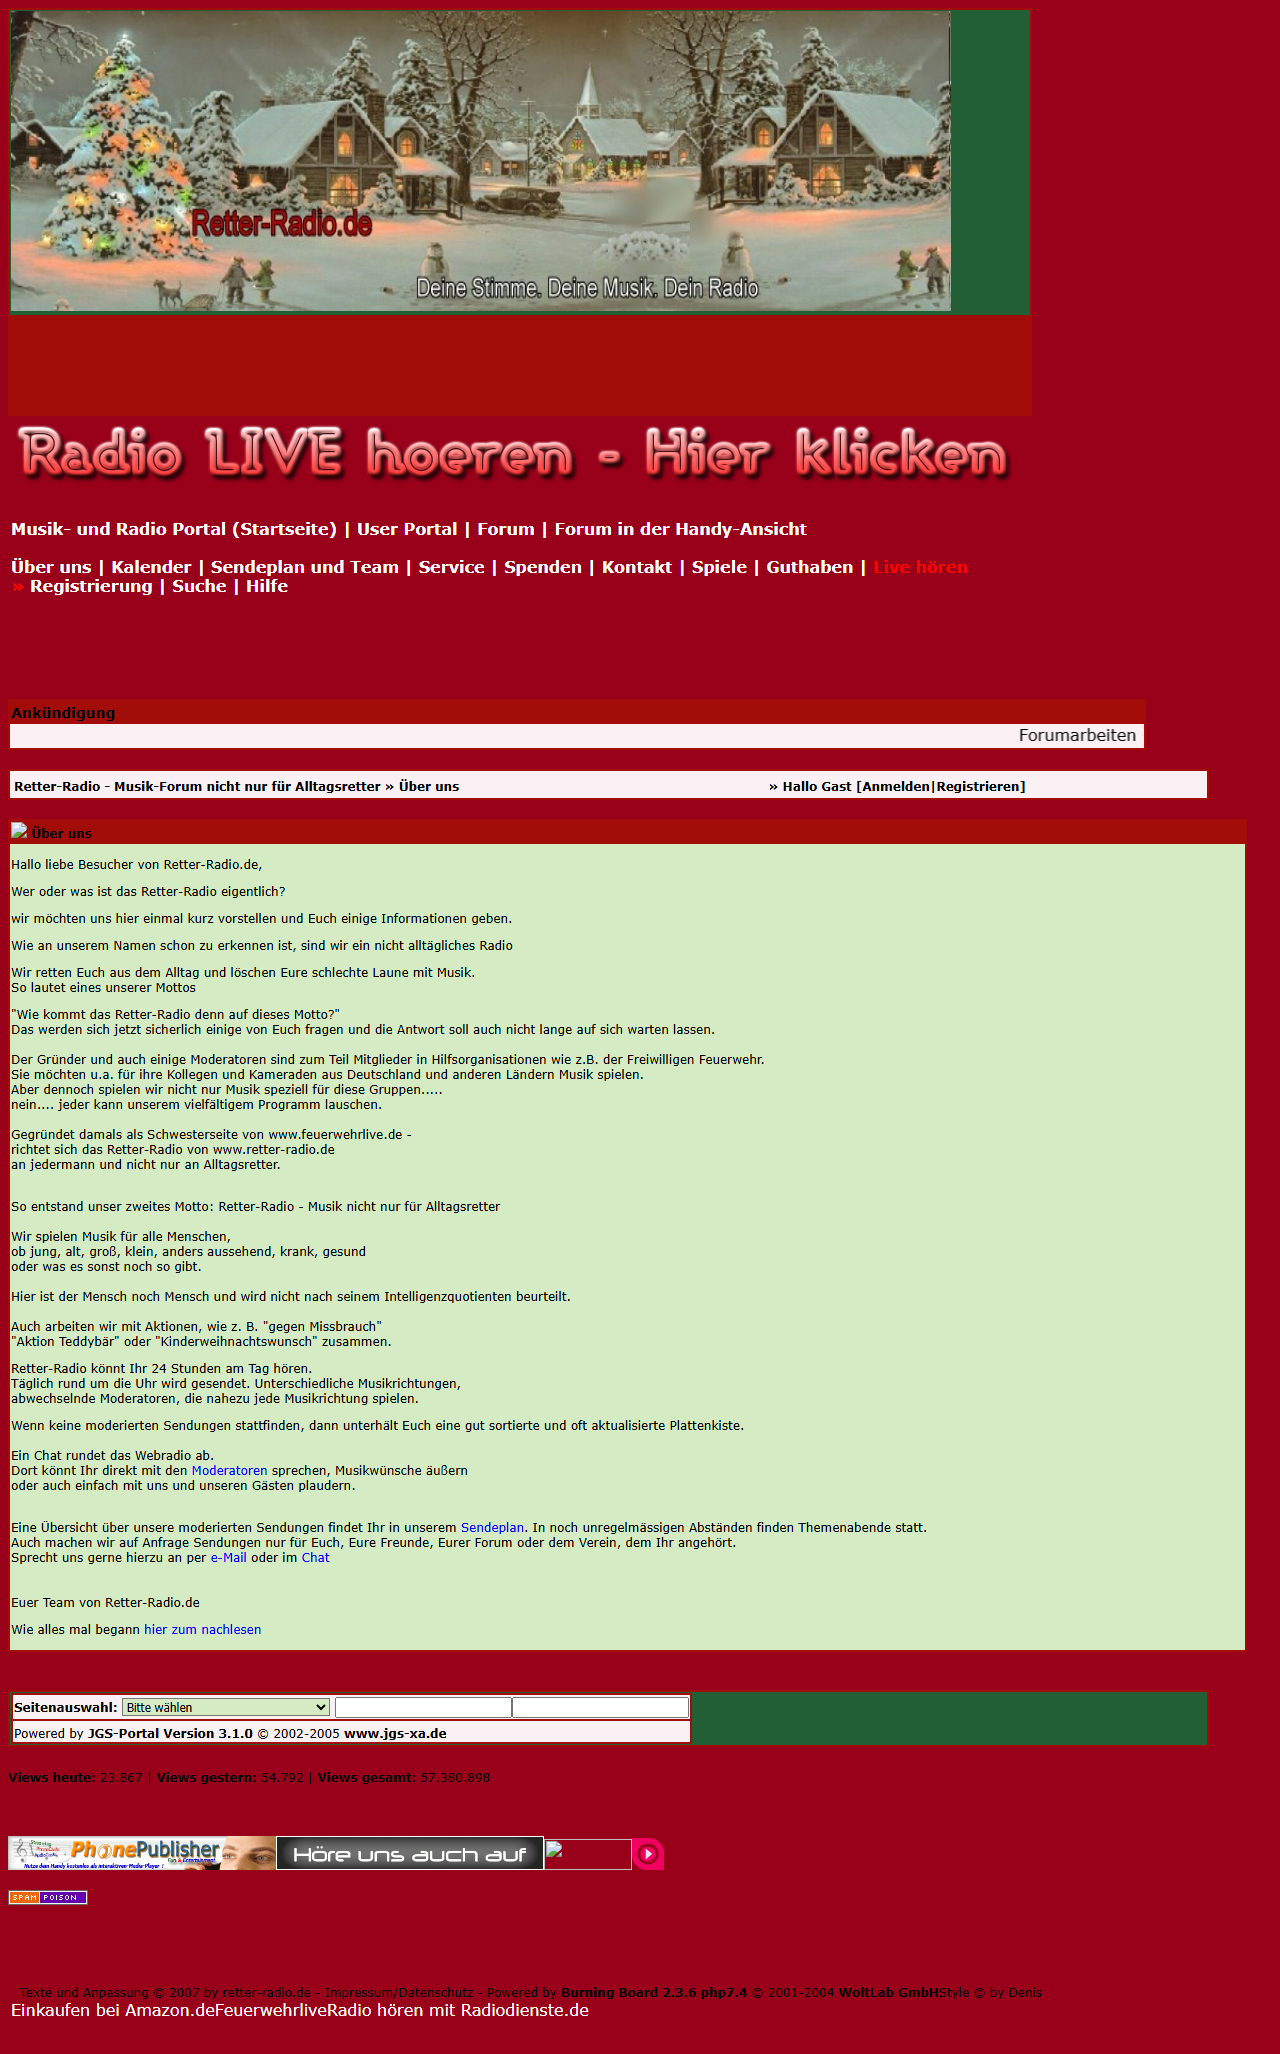 Retter-Radio.de
Deine Stimme. Deine Musik. Dein Radio
Radio LIVE hoeren - Hier klicken
Musik- und Radio Portal (Startseite) | User Portal | Forum | Forum in der Handy-Ansicht
Über uns | Kalender | Sendeplan und Team | Service | Spenden | Kontakt | Spiele | Guthaben | Live hören
» Registrierung | Suche | Hilfe
Ankündigung
Forumarbeiten
Retter-Radio - Musik-Forum nicht nur für Alltagsretter » Über uns » Hallo Gast [Anmelden|Registrieren]
Über uns
Hallo liebe Besucher von Retter-Radio.de,
Wer oder was ist das Retter-Radio eigentlich?
wir möchten uns hier einmal kurz vorstellen und Euch einige Informationen geben.
Wie an unserem Namen schon zu erkennen ist, sind wir ein nicht alltägliches Radio
Wir retten Euch aus dem Alltag und löschen Eure schlechte Laune mit Musik.
So lautet eines unserer Mottos
"Wie kommt das Retter-Radio denn auf dieses Motto?"
Das werden sich jetzt sicherlich einige von Euch fragen und die Antwort soll auch nicht lange auf sich warten lassen.
Der Gründer und auch einige Moderatoren sind zum Teil Mitglieder in Hilfsorganisationen wie z.B. der Freiwilligen Feuerwehr.
Sie möchten u.a. für ihre Kollegen und Kameraden aus Deutschland und anderen Ländern Musik spielen.
Aber dennoch spielen wir nicht nur Musik speziell für diese Gruppen.....
nein.... jeder kann unserem vielfältigem Programm lauschen.
Gegründet damals als Schwesterseite von www.feuerwehrlive.de -
richtet sich das Retter-Radio von www.retter-radio.de
an jedermann und nicht nur an Alltagsretter.
So entstand unser zweites Motto: Retter-Radio - Musik nicht nur für Alltagsretter
Wir spielen Musik für alle Menschen,
ob jung, alt, groß, klein, anders aussehend, krank, gesund
oder was es sonst noch so gibt.
Hier ist der Mensch noch Mensch und wird nicht nach seinem Intelligenzquotienten beurteilt.
Auch arbeiten wir mit Aktionen, wie z. B. "gegen Missbrauch"
"Aktion Teddybär" oder "Kinderweihnachtswunsch" zusammen.
Retter-Radio könnt Ihr 24 Stunden am Tag hören.
Täglich rund um die Uhr wird gesendet. Unterschiedliche Musikrichtungen,
abwechselnde Moderatoren, die nahezu jede Musikrichtung spielen.
Wenn keine moderierten Sendungen stattfinden, dann unterhält Euch eine gut sortierte und oft aktualisierte Plattenkiste.
Ein Chat rundet das Webradio ab.
Dort könnt Ihr direkt mit den Moderatoren sprechen, Musikwünsche äußern
oder auch einfach mit uns und unseren Gästen plaudern.
Eine Übersicht über unsere moderierten Sendungen findet Ihr in unserem Sendeplan. In noch unregelmässigen Abständen finden Themenabende statt.
Auch machen wir auf Anfrage Sendungen nur für Euch, Eure Freunde, Eurer Forum oder dem Verein, dem Ihr angehört.
Sprecht uns gerne hierzu an per e-Mail oder im Chat
Euer Team von Retter-Radio.de
Wie alles mal begann hier zum nachlesen
Seitenauswahl: Bitte wählen
Powered by JGS-Portal Version 3.1.0 © 2002-2005 www.jgs-xa.de
Views heute: 23.867 | Views gestern: 54.792 | Views gesamt: 57.380.898
PhonePublisher
Fun & Entertainment
Nutze dein Handy kostenlos als interaktiven Media-Player !
Höre uns auch auf
SPAM POISON
Texte und Anpassung © 2007 by retter-radio.de - Impressum/Datenschutz - Powered by Burning Board 2.3.6 php7.4 © 2001-2004 WoltLab GmbHStyle © by Denis
Einkaufen bei Amazon.deFeuerwehrliveRadio hören mit Radiodienste.de